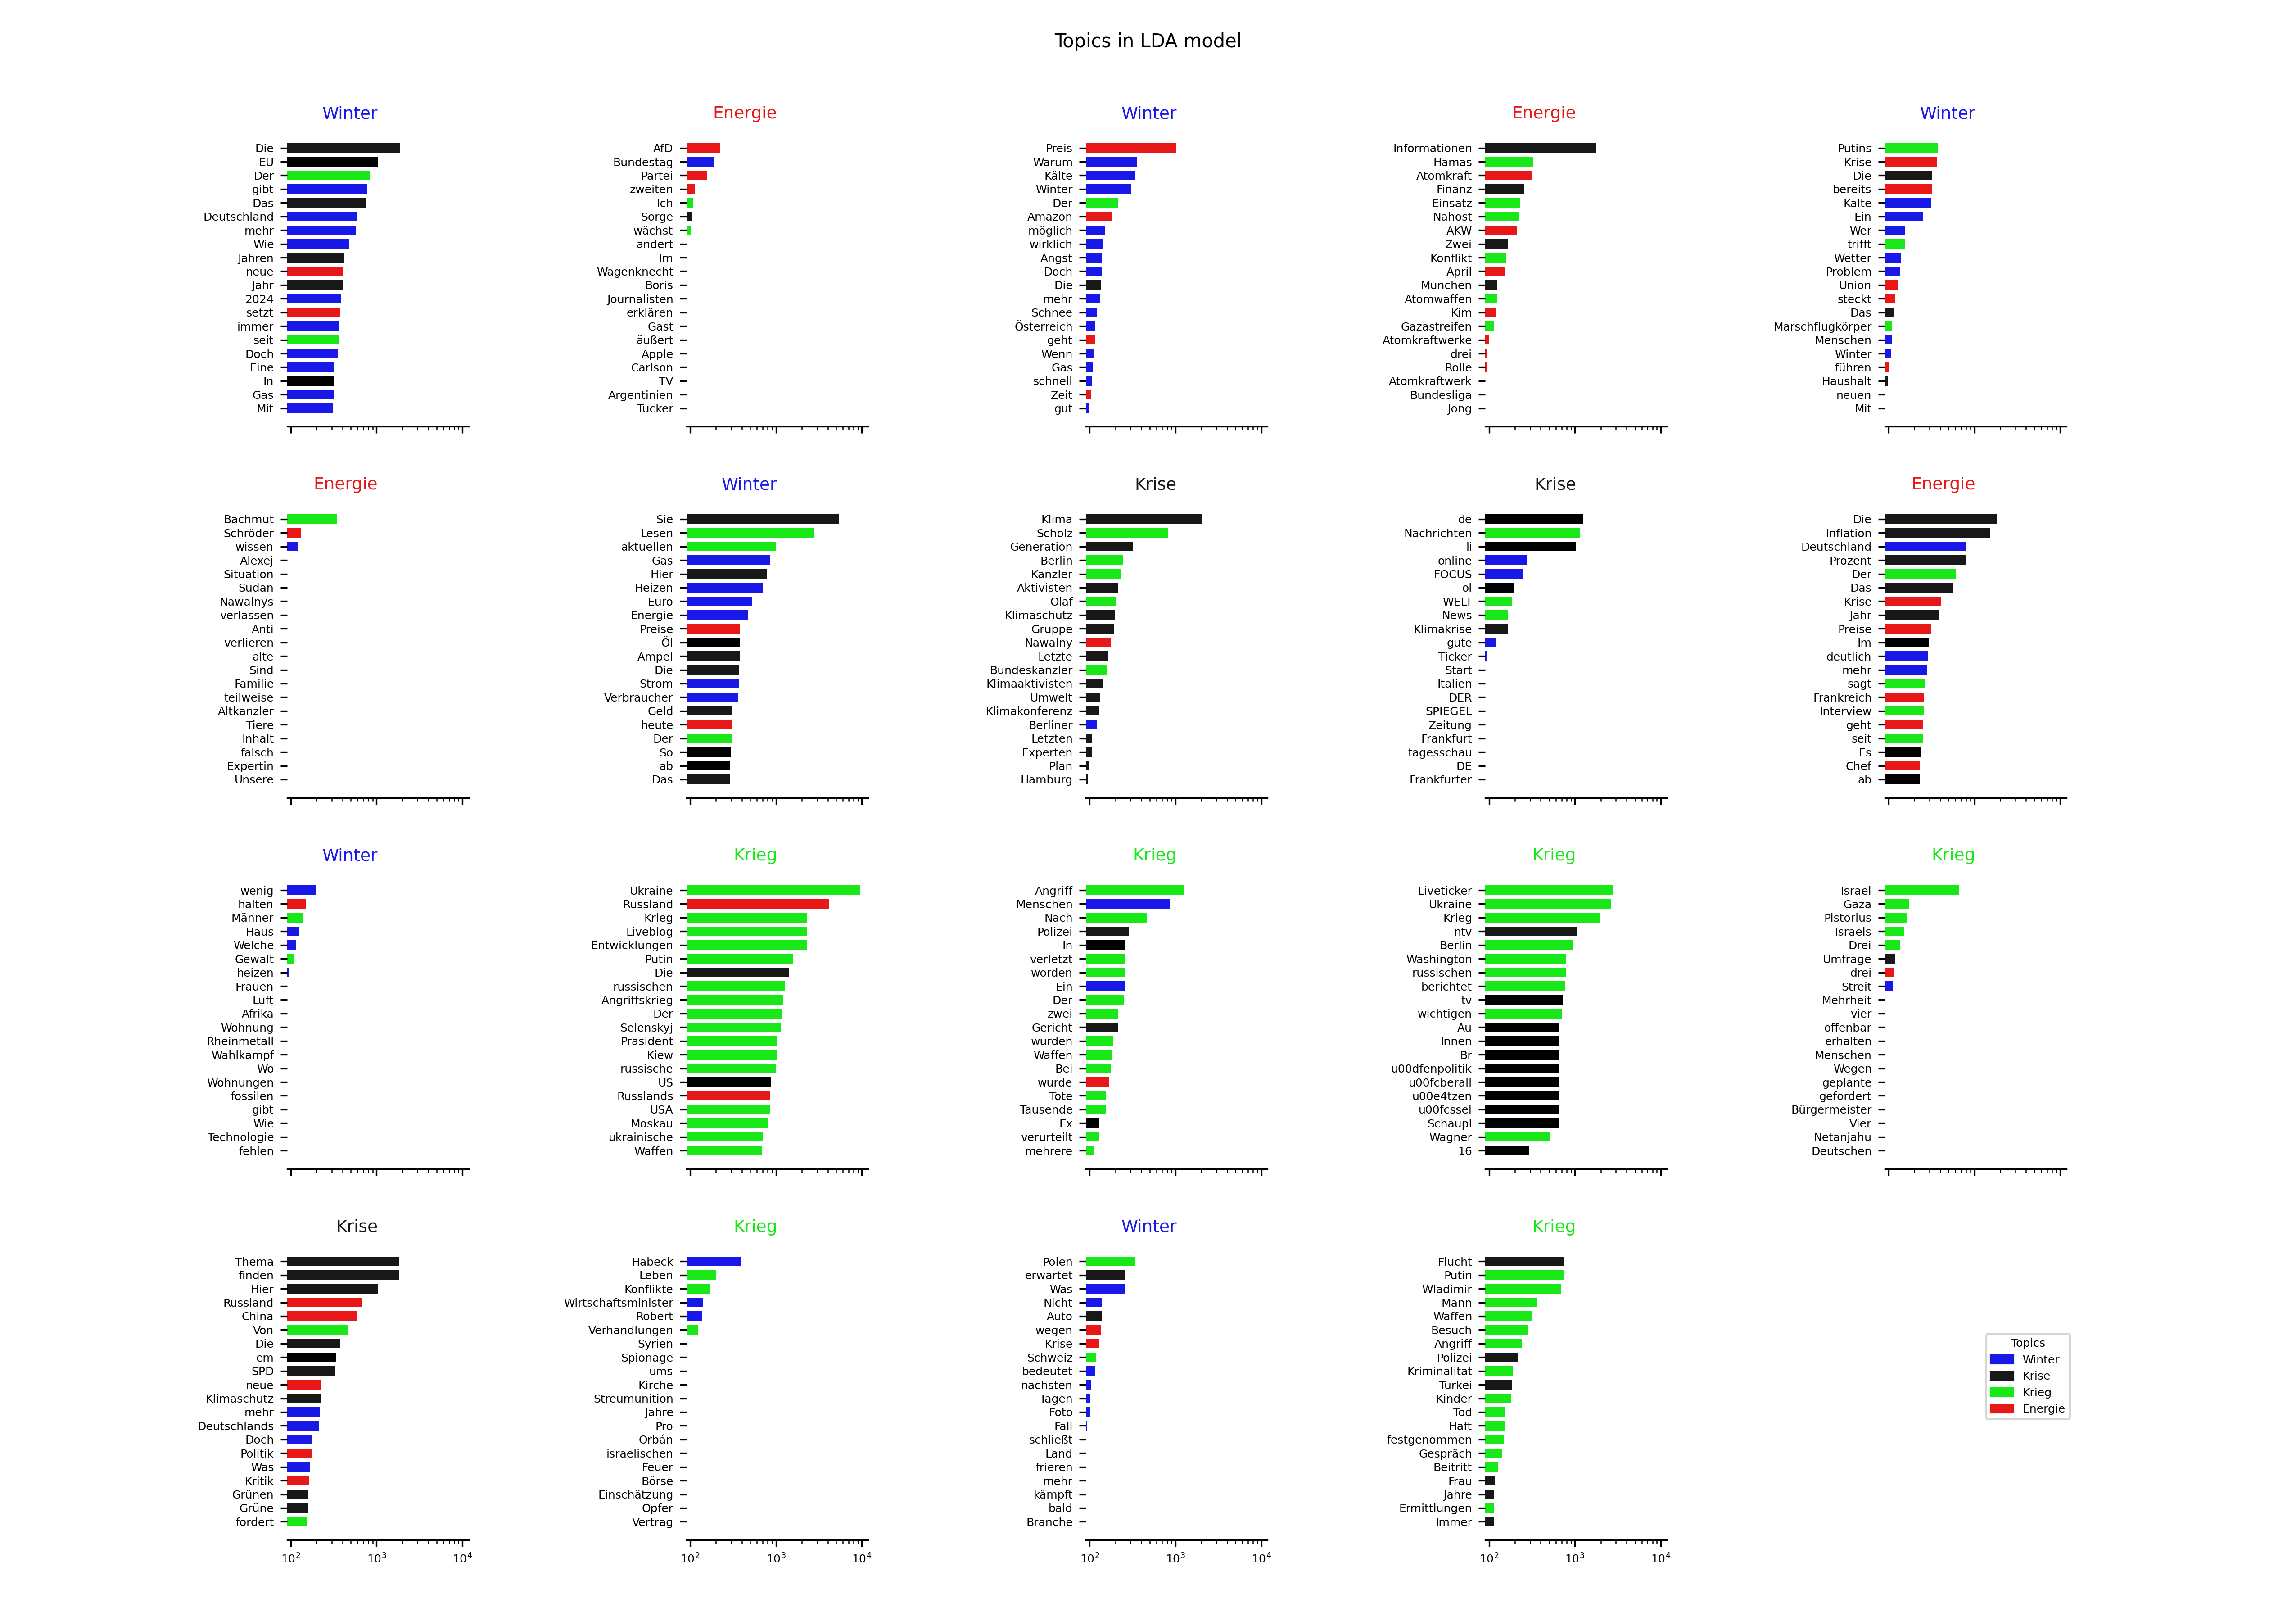 Topics in LDA model
Winter
Die
EU
Der
gibt
Das
Deutschland
mehr
Wie
Jahren
neue
Jahr
2024
setzt
immer
seit
Doch
Eine
In
Gas
Mit
Energie
AfD
Bundestag
Partei
zweiten
Ich
Sorge
wächst
ändert
Im
Wagenknecht
Boris
Journalisten
erklären
Gast
äußert
Apple
Carlson
TV
Argentinien
Tucker
Winter
Preis
Warum
Kälte
Winter
Der
Amazon
möglich
wirklich
Angst
Doch
Die
mehr
Schnee
Österreich
geht
Wenn
Gas
schnell
Zeit
gut
Energie
Informationen
Hamas
Atomkraft
Finanz
Einsatz
Nahost
AKW
Zwei
Konflikt
April
München
Atomwaffen
Kim
Gazastreifen
Atomkraftwerke
drei
Rolle
Atomkraftwerk
Bundesliga
Jong
Winter
Putins
Krise
Die
bereits
Kälte
Ein
Wer
trifft
Wetter
Problem
Union
steckt
Das
Marschflugkörper
Menschen
Winter
führen
Haushalt
neuen
Mit
Energie
Bachmut
Schröder
wissen
Alexej
Situation
Sudan
Nawalnys
verlassen
Anti
verlieren
alte
Sind
Familie
teilweise
Altkanzler
Tiere
Inhalt
falsch
Expertin
Unsere
Winter
Sie
Lesen
aktuellen
Gas
Hier
Heizen
Euro
Energie
Preise
Öl
Ampel
Die
Strom
Verbraucher
Geld
heute
Der
So
ab
Das
Krise
Klima
Scholz
Generation
Berlin
Kanzler
Aktivisten
Olaf
Klimaschutz
Gruppe
Nawalny
Letzte
Bundeskanzler
Klimaaktivisten
Umwelt
Klimakonferenz
Berliner
Letzten
Experten
Plan
Hamburg
Krise
de
Nachrichten
li
online
FOCUS
ol
WELT
News
Klimakrise
gute
Ticker
Start
Italien
DER
SPIEGEL
Zeitung
Frankfurt
tagesschau
DE
Frankfurter
Energie
Die
Inflation
Deutschland
Prozent
Der
Das
Krise
Jahr
Preise
Im
deutlich
mehr
sagt
Frankreich
Interview
geht
seit
Es
Chef
ab
Winter
wenig
halten
Männer
Haus
Welche
Gewalt
heizen
Frauen
Luft
Afrika
Wohnung
Rheinmetall
Wahlkampf
Wo
Wohnungen
fossilen
gibt
Wie
Technologie
fehlen
Krieg
Ukraine
Russland
Krieg
Liveblog
Entwicklungen
Putin
Die
russischen
Angriffskrieg
Der
Selenskyj
Präsident
Kiew
russische
US
Russlands
USA
Moskau
ukrainische
Waffen
Krieg
Angriff
Menschen
Nach
Polizei
In
verletzt
worden
Ein
Der
zwei
Gericht
wurden
Waffen
Bei
wurde
Tote
Tausende
Ex
verurteilt
mehrere
Krieg
Liveticker
Ukraine
Krieg
ntv
Berlin
Washington
russischen
berichtet
tv
wichtigen
Au
Innen
Br
u00dfenpolitik
u00fcberall
u00e4tzen
u00fcssel
Schaupl
Wagner
16
Krieg
Israel
Gaza
Pistorius
Israels
Drei
Umfrage
drei
Streit
Mehrheit
vier
offenbar
erhalten
Menschen
Wegen
geplante
gefordert
Bürgermeister
Vier
Netanjahu
Deutschen
Krise
Thema
finden
Hier
Russland
China
Von
Die
em
SPD
neue
Klimaschutz
mehr
Deutschlands
Doch
Politik
Was
Kritik
Grünen
Grüne
fordert
10² 10³ 10⁴
Krieg
Habeck
Leben
Konflikte
Wirtschaftsminister
Robert
Verhandlungen
Syrien
Spionage
ums
Kirche
Streumunition
Jahre
Pro
Orbán
israelischen
Feuer
Börse
Einschätzung
Opfer
Vertrag
10² 10³ 10⁴
Winter
Polen
erwartet
Was
Nicht
Auto
wegen
Krise
Schweiz
bedeutet
nächsten
Tagen
Foto
Fall
schließt
Land
frieren
mehr
kämpft
bald
Branche
10² 10³ 10⁴
Krieg
Flucht
Putin
Wladimir
Mann
Waffen
Besuch
Angriff
Polizei
Kriminalität
Türkei
Kinder
Tod
Haft
festgenommen
Gespräch
Beitritt
Frau
Jahre
Ermittlungen
Immer
10² 10³ 10⁴
Topics
Winter
Krise
Krieg
Energie